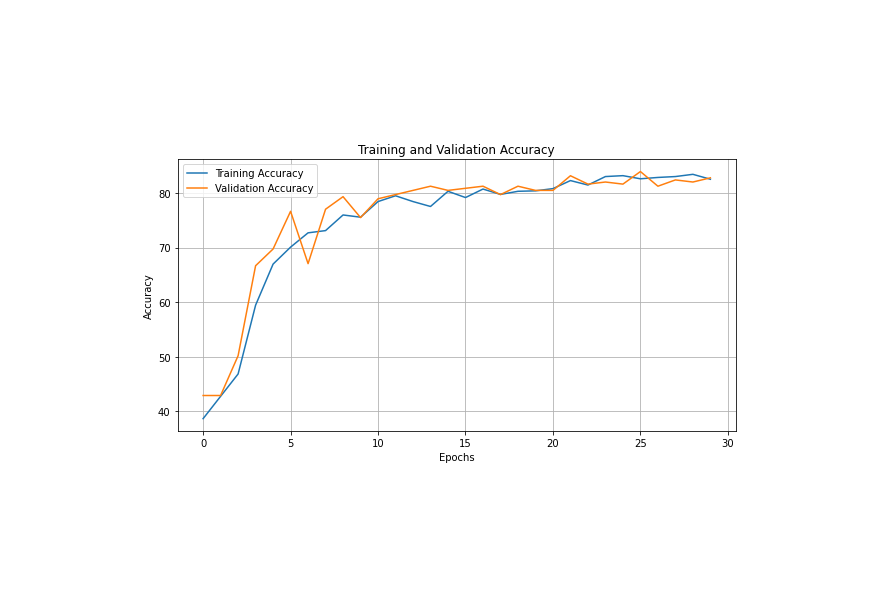 Training and Validation Accuracy
Training Accuracy
Validation Accuracy
80
70
60
50
40
Accuracy
0 5 10 15 20 25 30
Epochs